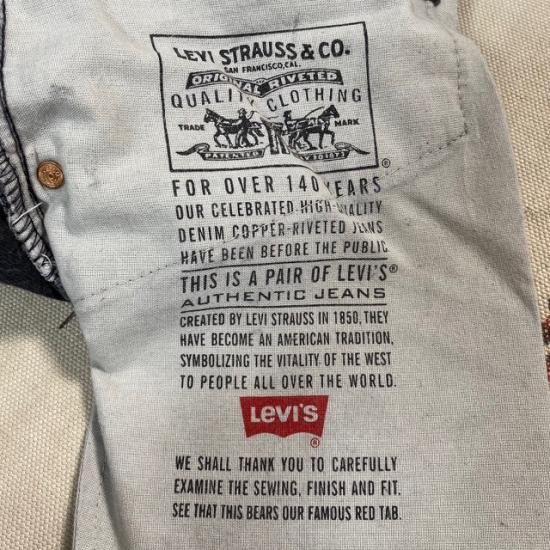 LEVI STRAUSS & CO.
SAN FRANCISCO, CAL.
ORIGINAL RIVETED
QUALITY CLOTHING
TRADE MARK
PATENTED MAY 20 1873
®
FOR OVER 140 YEARS
OUR CELEBRATED HIGH-QUALITY
DENIM COPPER-RIVETED JEANS
HAVE BEEN BEFORE THE PUBLIC
THIS IS A PAIR OF LEVI'S®
AUTHENTIC JEANS
CREATED BY LEVI STRAUSS IN 1850, THEY
HAVE BECOME AN AMERICAN TRADITION,
SYMBOLIZING THE VITALITY OF THE WEST
TO PEOPLE ALL OVER THE WORLD.
LEVI'S
®
WE SHALL THANK YOU TO CAREFULLY
EXAMINE THE SEWING, FINISH AND FIT.
SEE THAT THIS BEARS OUR FAMOUS RED TAB.